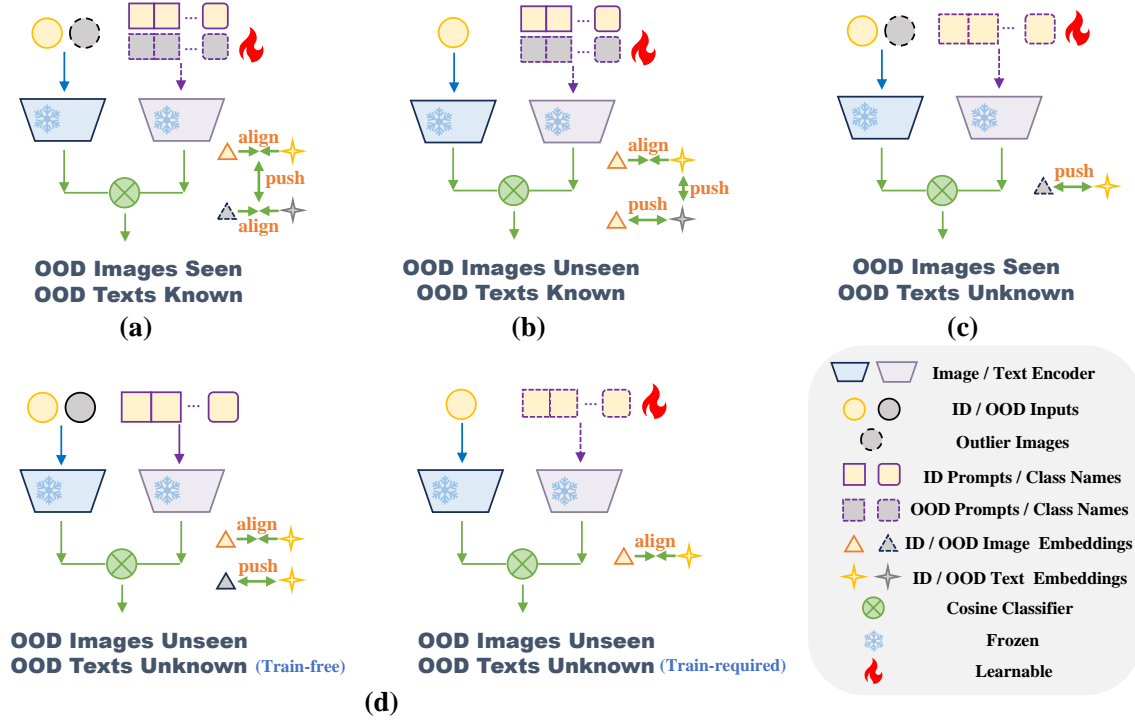 ...
...
align
push
align
OOD Images Seen
OOD Texts Known
(a)
...
...
align
push
push
OOD Images Unseen
OOD Texts Known
(b)
...
push
OOD Images Seen
OOD Texts Unknown
(c)
...
align
push
OOD Images Unseen
OOD Texts Unknown (Train-free)
...
align
OOD Images Unseen
OOD Texts Unknown (Train-required)
(d)
Image / Text Encoder
ID / OOD Inputs
Outlier Images
ID Prompts / Class Names
OOD Prompts / Class Names
ID / OOD Image Embeddings
ID / OOD Text Embeddings
Cosine Classifier
Frozen
Learnable